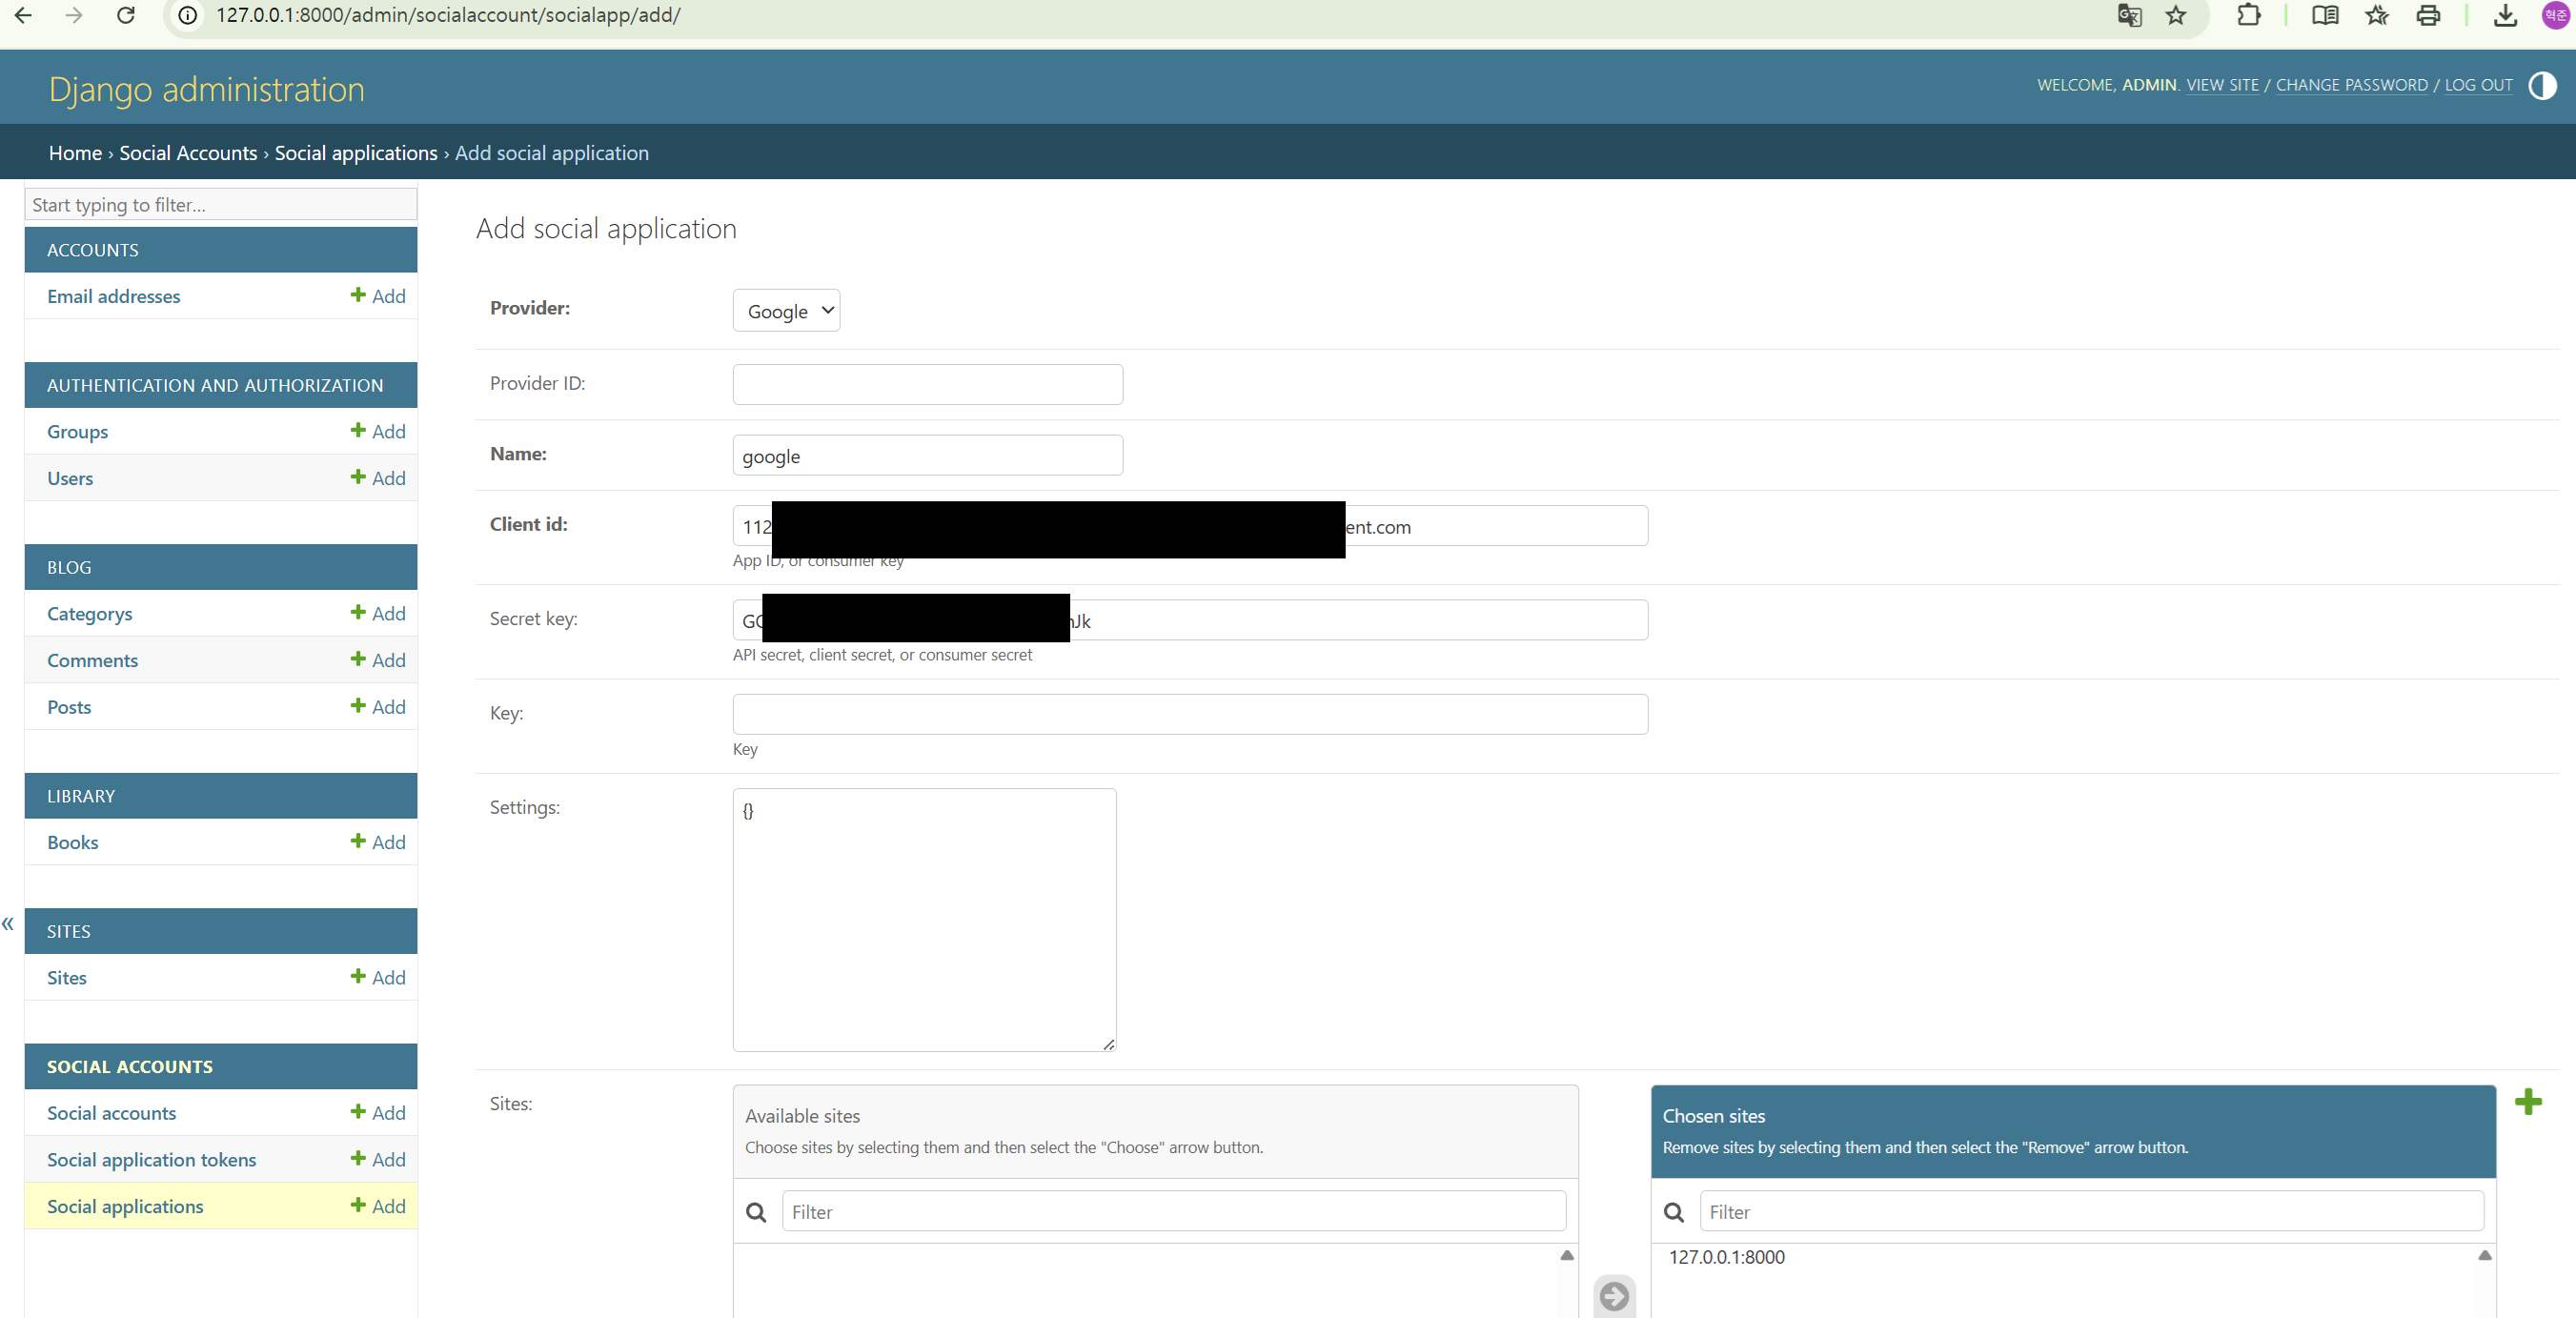 127.0.0.1:8000/admin/socialaccount/socialapp/add/
혁준
Django administration
WELCOME, ADMIN. VIEW SITE / CHANGE PASSWORD / LOG OUT
Home › Social Accounts › Social applications › Add social application
Start typing to filter...
ACCOUNTS
Email addresses + Add
AUTHENTICATION AND AUTHORIZATION
Groups + Add
Users + Add
BLOG
Categorys + Add
Comments + Add
Posts + Add
LIBRARY
Books + Add
«
SITES
Sites + Add
SOCIAL ACCOUNTS
Social accounts + Add
Social application tokens + Add
Social applications + Add
Add social application
Provider: Google
Provider ID:
Name: google
Client id: 112 ent.com
App ID, or consumer key
Secret key: GO Jk
API secret, client secret, or consumer secret
Key:
Key
Settings: {}
Sites:
Available sites
Choose sites by selecting them and then select the "Choose" arrow button.
Filter
Chosen sites
Remove sites by selecting them and then select the "Remove" arrow button.
Filter
127.0.0.1:8000